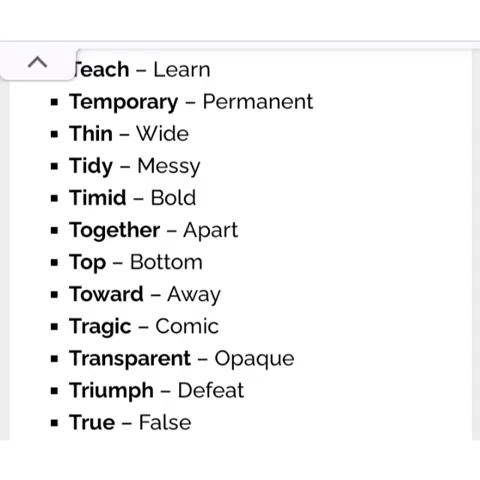 Teach – Learn
▪ Temporary – Permanent
▪ Thin – Wide
▪ Tidy – Messy
▪ Timid – Bold
▪ Together – Apart
▪ Top – Bottom
▪ Toward – Away
▪ Tragic – Comic
▪ Transparent – Opaque
▪ Triumph – Defeat
▪ True – False